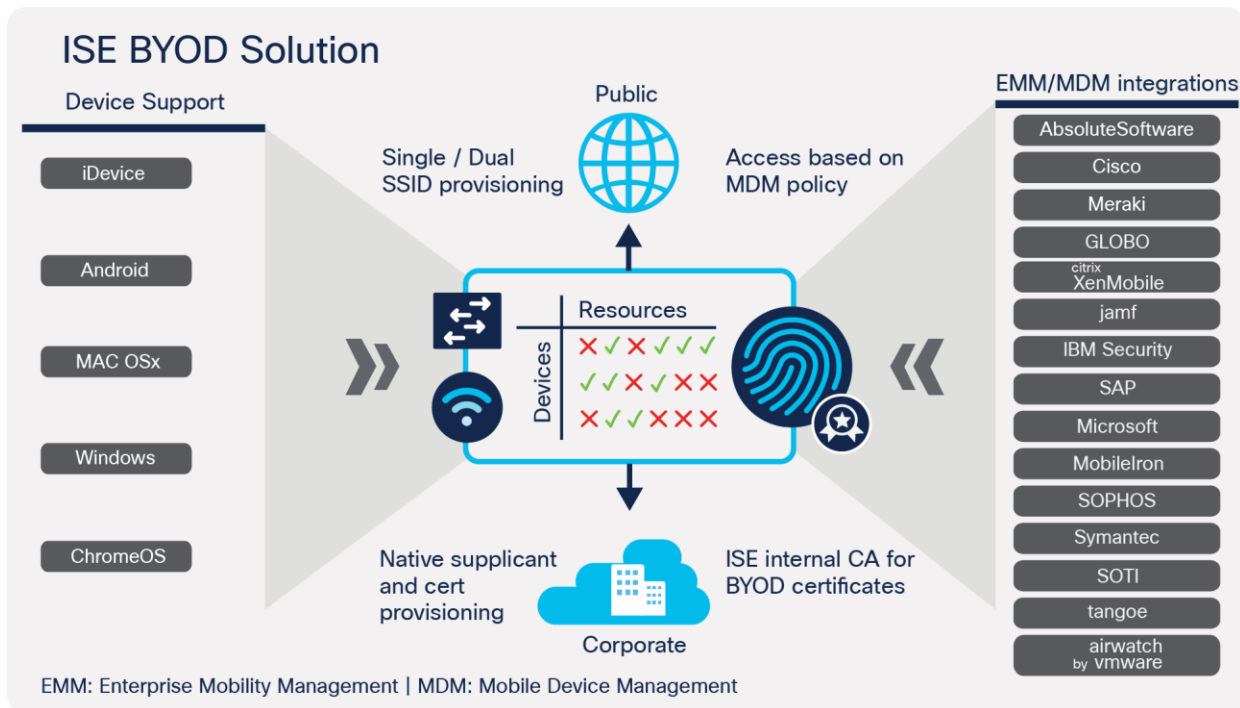 ISE BYOD Solution
Device Support
iDevice
Android
MAC OSx
Windows
ChromeOS
Single / Dual
SSID provisioning
Public
Access based on
MDM policy
Resources
Devices
Native supplicant
and cert
provisioning
Corporate
ISE internal CA for
BYOD certificates
EMM/MDM integrations
AbsoluteSoftware
Cisco
Meraki
GLOBO
citrix
XenMobile
jamf
IBM Security
SAP
Microsoft
MobileIron
SOPHOS
Symantec
SOTI
tangoe
airwatch
by vmware
EMM: Enterprise Mobility Management | MDM: Mobile Device Management